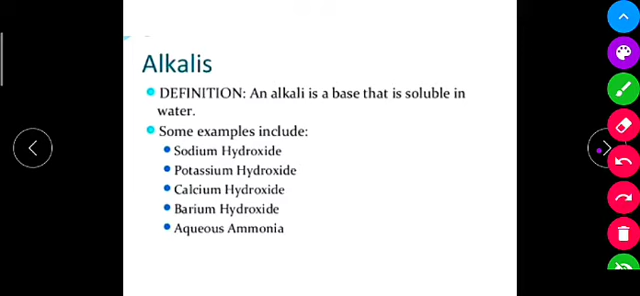 Alkalis
DEFINITION: An alkali is a base that is soluble in
water.
Some examples include:
Sodium Hydroxide
Potassium Hydroxide
Calcium Hydroxide
Barium Hydroxide
Aqueous Ammonia